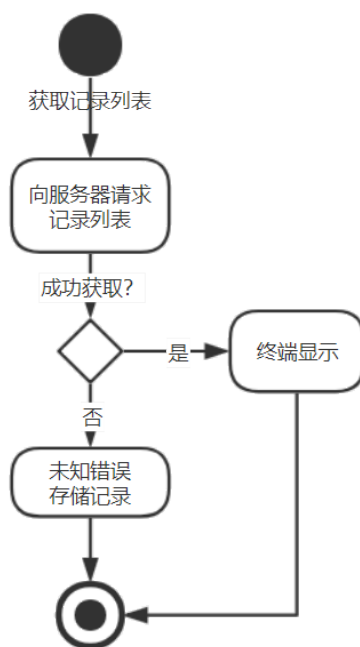 获取记录列表
向服务器请求
记录列表
成功获取?
是
终端显示
否
未知错误
存储记录